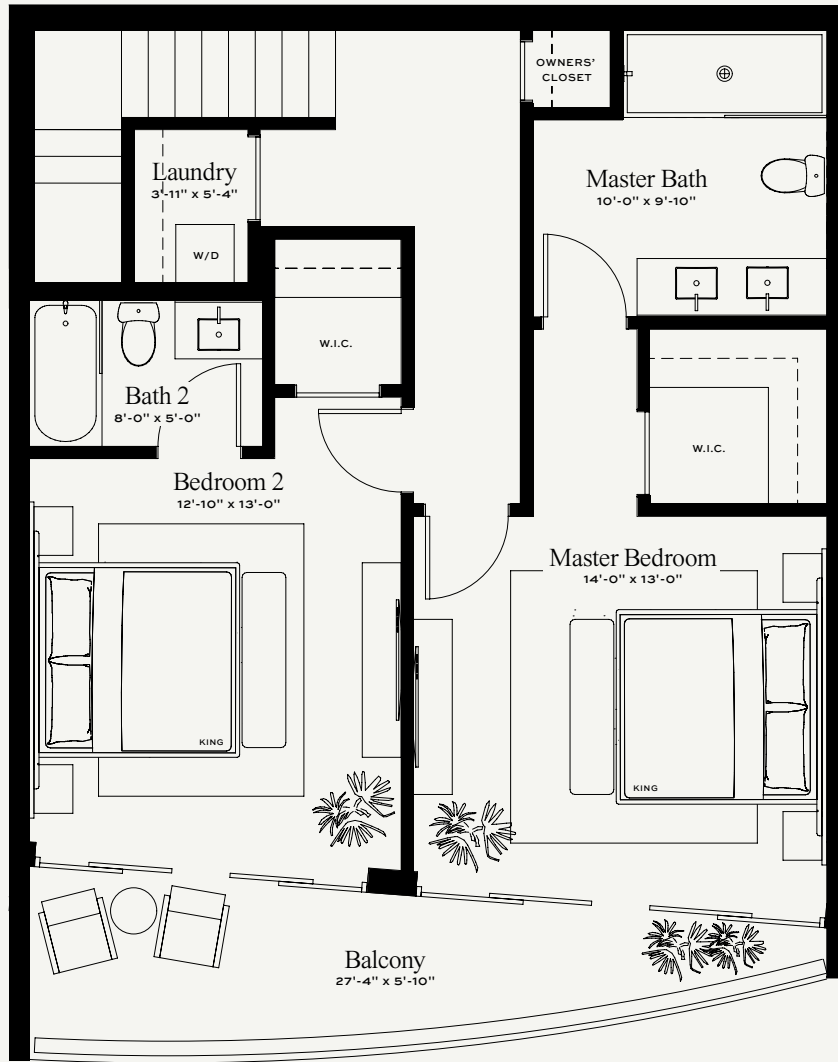 OWNERS'
CLOSET
Laundry
3'-11" x 5'-4"
Master Bath
10'-0" x 9'-10"
W/D
W.I.C.
Bath 2
8'-0" x 5'-0"
W.I.C.
Bedroom 2
12'-10" x 13'-0"
Master Bedroom
14'-0" x 13'-0"
KING
KING
Balcony
27'-4" x 5'-10"